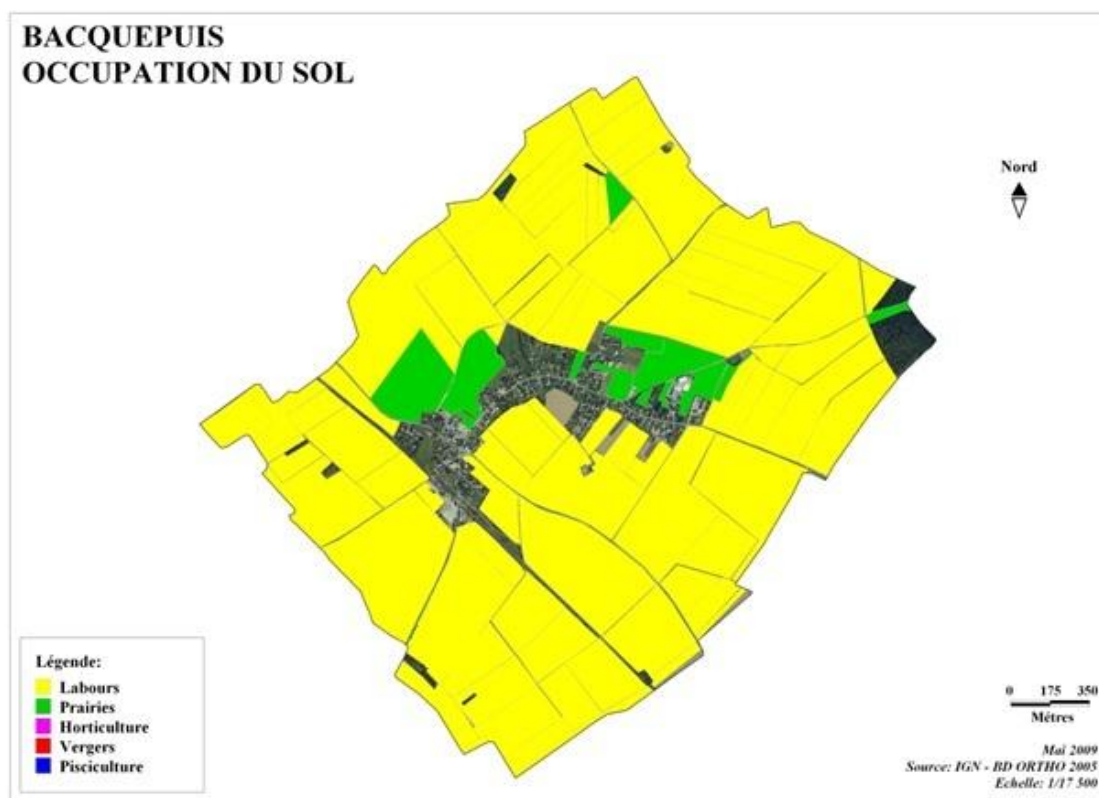 BACQUEPUIS
OCCUPATION DU SOL
Nord
Légende:
Labours
Prairies
Horticulture
Vergers
Pisciculture
0 175 350
Métres
Mai 2009
Source: IGN - BD ORTHO 2005
Echelle: 1/17 500